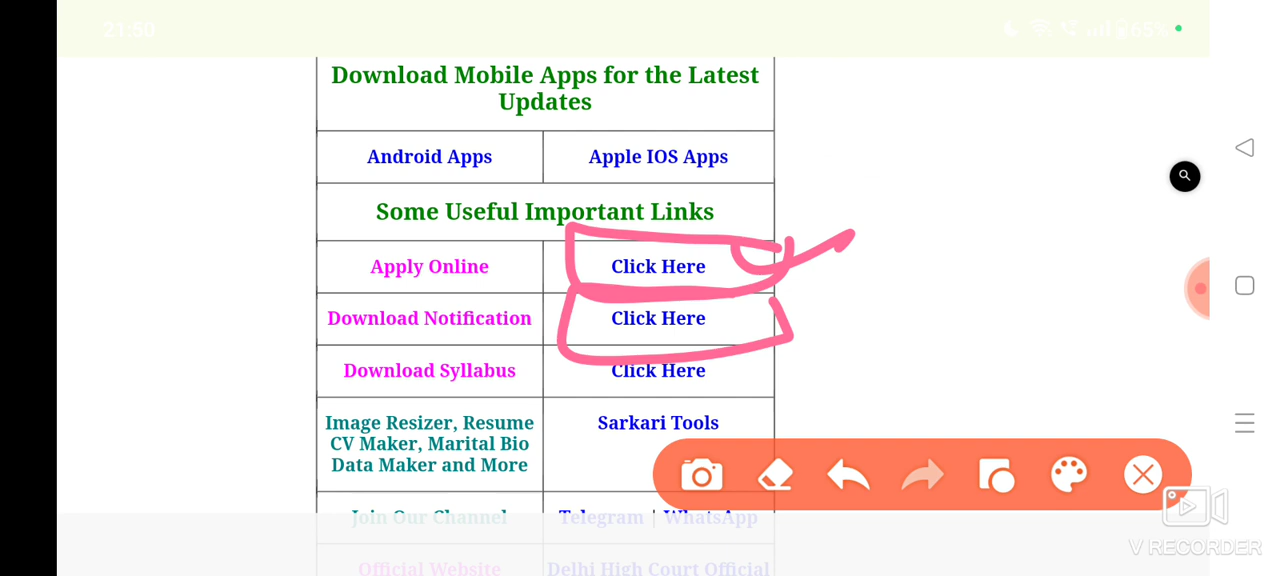 21:50
65%
Download Mobile Apps for the Latest
Updates
Android Apps
Apple IOS Apps
Some Useful Important Links
Apply Online
Click Here
Download Notification
Click Here
Download Syllabus
Click Here
Image Resizer, Resume
CV Maker, Marital Bio
Data Maker and More
Sarkari Tools
Join Our Channel
Telegram | WhatsApp
Official Website
Delhi High Court Official
V RECORDER